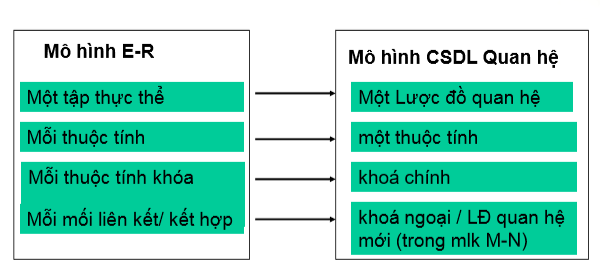 Mô hình E-R
Một tập thực thể
Mỗi thuộc tính
Mỗi thuộc tính khóa
Mỗi mối liên kết/ kết hợp
Mô hình CSDL Quan hệ
Một Lược đồ quan hệ
một thuộc tính
khoá chính
khoá ngoại / LĐ quan hệ
mới (trong mlk M-N)